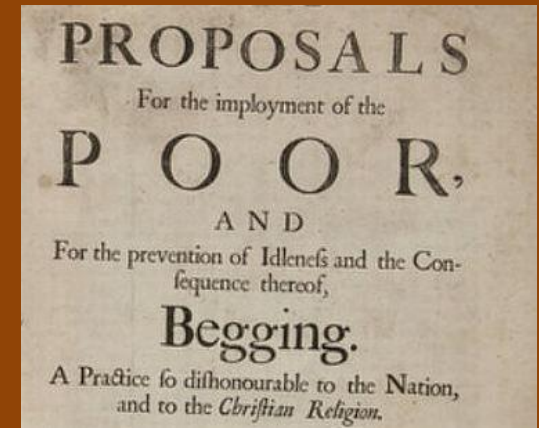 PROPOSALS
For the imployment of the
POOR,
AND
For the prevention of Idleneſs and the Con-
ſequence thereof,
Begging.
A Practice ſo diſhonourable to the Nation,
and to the Chriſtian Religion.